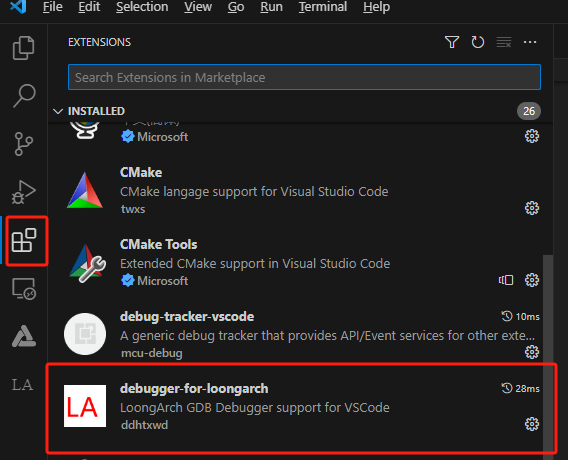 File Edit Selection View Go Run Terminal Help
EXTENSIONS
Search Extensions in Marketplace
INSTALLED 26
Microsoft
CMake
CMake langage support for Visual Studio Code
twxs
CMake Tools
Extended CMake support in Visual Studio Code
Microsoft
debug-tracker-vscode 10ms
A generic debug tracker that provides API/Event services for other exte...
mcu-debug
LA debugger-for-loongarch 28ms
LoongArch GDB Debugger support for VSCode
ddhtxwd
LA